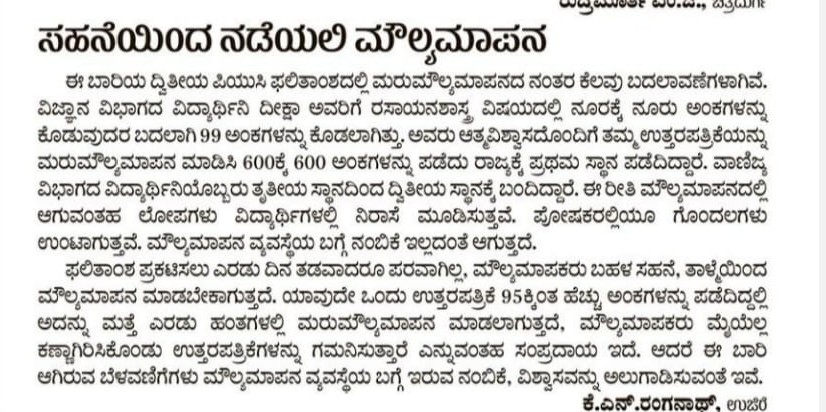 ರುದ್ರಮೂರ್ತಿ ಎಂ.ಜೆ., ಚಿತ್ರದುರ್ಗ
ಸಹನೆಯಿಂದ ನಡೆಯಲಿ ಮೌಲ್ಯಮಾಪನ
ಈ ಬಾರಿಯ ದ್ವಿತೀಯ ಪಿಯುಸಿ ಫಲಿತಾಂಶದಲ್ಲಿ ಮರುಮೌಲ್ಯಮಾಪನದ ನಂತರ ಕೆಲವು ಬದಲಾವಣೆಗಳಾಗಿವೆ.
ವಿಜ್ಞಾನ ವಿಭಾಗದ ವಿದ್ಯಾರ್ಥಿನಿ ದೀಕ್ಷಾ ಅವರಿಗೆ ರಸಾಯನಶಾಸ್ತ್ರ ವಿಷಯದಲ್ಲಿ ನೂರಕ್ಕೆ ನೂರು ಅಂಕಗಳನ್ನು
ಕೊಡುವುದರ ಬದಲಾಗಿ 99 ಅಂಕಗಳನ್ನು ಕೊಡಲಾಗಿತ್ತು. ಅವರು ಆತ್ಮವಿಶ್ವಾಸದೊಂದಿಗೆ ತಮ್ಮ ಉತ್ತರಪತ್ರಿಕೆಯನ್ನು
ಮರುಮೌಲ್ಯಮಾಪನ ಮಾಡಿಸಿ 600ಕ್ಕೆ 600 ಅಂಕಗಳನ್ನು ಪಡೆದು ರಾಜ್ಯಕ್ಕೆ ಪ್ರಥಮ ಸ್ಥಾನ ಪಡೆದಿದ್ದಾರೆ. ವಾಣಿಜ್ಯ
ವಿಭಾಗದ ವಿದ್ಯಾರ್ಥಿನಿಯೊಬ್ಬರು ತೃತೀಯ ಸ್ಥಾನದಿಂದ ದ್ವಿತೀಯ ಸ್ಥಾನಕ್ಕೆ ಬಂದಿದ್ದಾರೆ. ಈ ರೀತಿ ಮೌಲ್ಯಮಾಪನದಲ್ಲಿ
ಆಗುವಂತಹ ಲೋಪಗಳು ವಿದ್ಯಾರ್ಥಿಗಳಲ್ಲಿ ನಿರಾಸೆ ಮೂಡಿಸುತ್ತವೆ. ಪೋಷಕರಲ್ಲಿಯೂ ಗೊಂದಲಗಳು
ಉಂಟಾಗುತ್ತವೆ. ಮೌಲ್ಯಮಾಪನ ವ್ಯವಸ್ಥೆಯ ಬಗ್ಗೆ ನಂಬಿಕೆ ಇಲ್ಲದಂತೆ ಆಗುತ್ತದೆ.
ಫಲಿತಾಂಶ ಪ್ರಕಟಿಸಲು ಎರಡು ದಿನ ತಡವಾದರೂ ಪರವಾಗಿಲ್ಲ, ಮೌಲ್ಯಮಾಪಕರು ಬಹಳ ಸಹನೆ, ತಾಳ್ಮೆಯಿಂದ
ಮೌಲ್ಯಮಾಪನ ಮಾಡಬೇಕಾಗುತ್ತದೆ. ಯಾವುದೇ ಒಂದು ಉತ್ತರಪತ್ರಿಕೆ 95ಕ್ಕಿಂತ ಹೆಚ್ಚು ಅಂಕಗಳನ್ನು ಪಡೆದಿದ್ದಲ್ಲಿ
ಅದನ್ನು ಮತ್ತೆ ಎರಡು ಹಂತಗಳಲ್ಲಿ ಮರುಮೌಲ್ಯಮಾಪನ ಮಾಡಲಾಗುತ್ತದೆ, ಮೌಲ್ಯಮಾಪಕರು ಮೈಯೆಲ್ಲ
ಕಣ್ಣಾಗಿರಿಸಿಕೊಂಡು ಉತ್ತರಪತ್ರಿಕೆಗಳನ್ನು ಗಮನಿಸುತ್ತಾರೆ ಎನ್ನುವಂತಹ ಸಂಪ್ರದಾಯ ಇದೆ. ಆದರೆ ಈ ಬಾರಿ
ಆಗಿರುವ ಬೆಳವಣಿಗೆಗಳು ಮೌಲ್ಯಮಾಪನ ವ್ಯವಸ್ಥೆಯ ಬಗ್ಗೆ ಇರುವ ನಂಬಿಕೆ, ವಿಶ್ವಾಸವನ್ನು ಅಲುಗಾಡಿಸುವಂತೆ ಇವೆ.
ಕೆ.ಎನ್.ರಂಗನಾಥ್, ಉಜಿರೆ